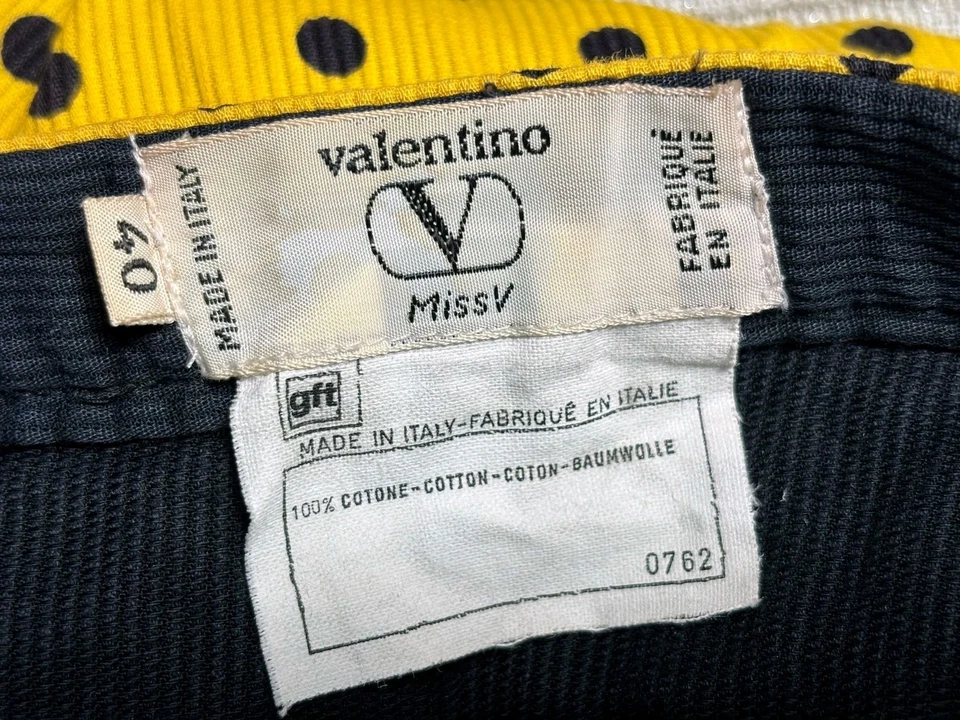 40
MADE IN ITALY
valentino
V
MissV
FABRIQUÉ
EN ITALIE
gft
MADE IN ITALY-FABRIQUÉ EN ITALIE
100% COTONE-COTTON-COTON-BAUMWOLLE
0762